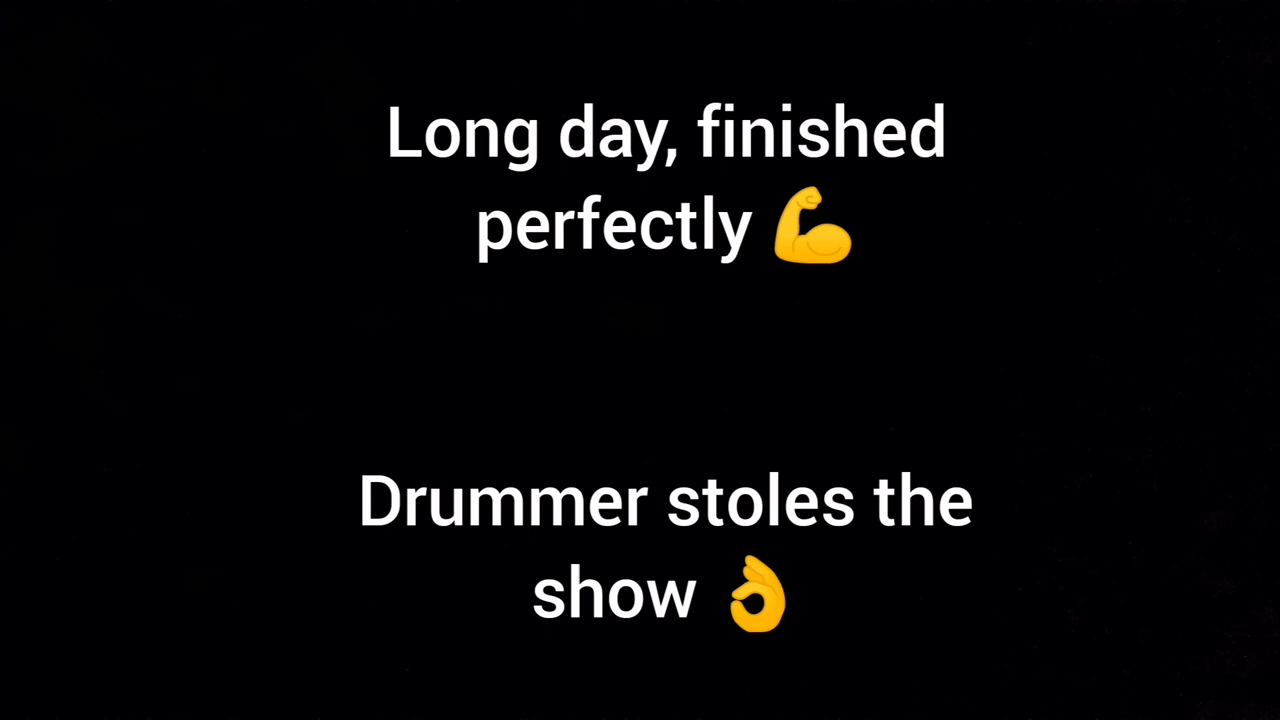 Long day, finished
perfectly 💪
Drummer stoles the
show 👌